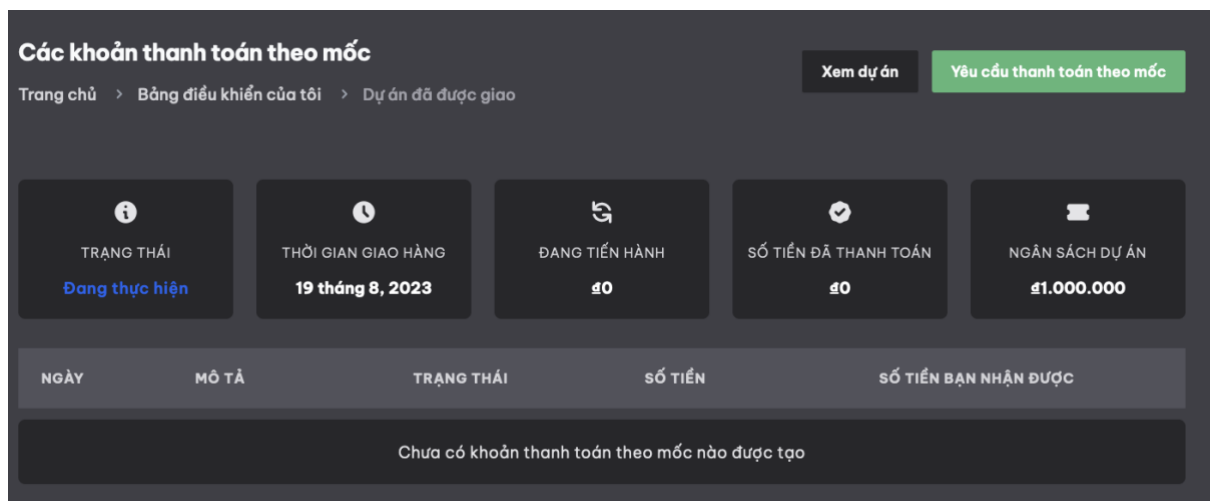 Các khoản thanh toán theo mốc
Xem dự án
Yêu cầu thanh toán theo mốc
Trang chủ > Bảng điều khiển của tôi > Dự án đã được giao
TRẠNG THÁI
Đang thực hiện
THỜI GIAN GIAO HÀNG
19 tháng 8, 2023
ĐANG TIẾN HÀNH
₫0
SỐ TIỀN ĐÃ THANH TOÁN
₫0
NGÂN SÁCH DỰ ÁN
₫1.000.000
NGÀY MÔ TẢ TRẠNG THÁI SỐ TIỀN SỐ TIỀN BẠN NHẬN ĐƯỢC
Chưa có khoản thanh toán theo mốc nào được tạo